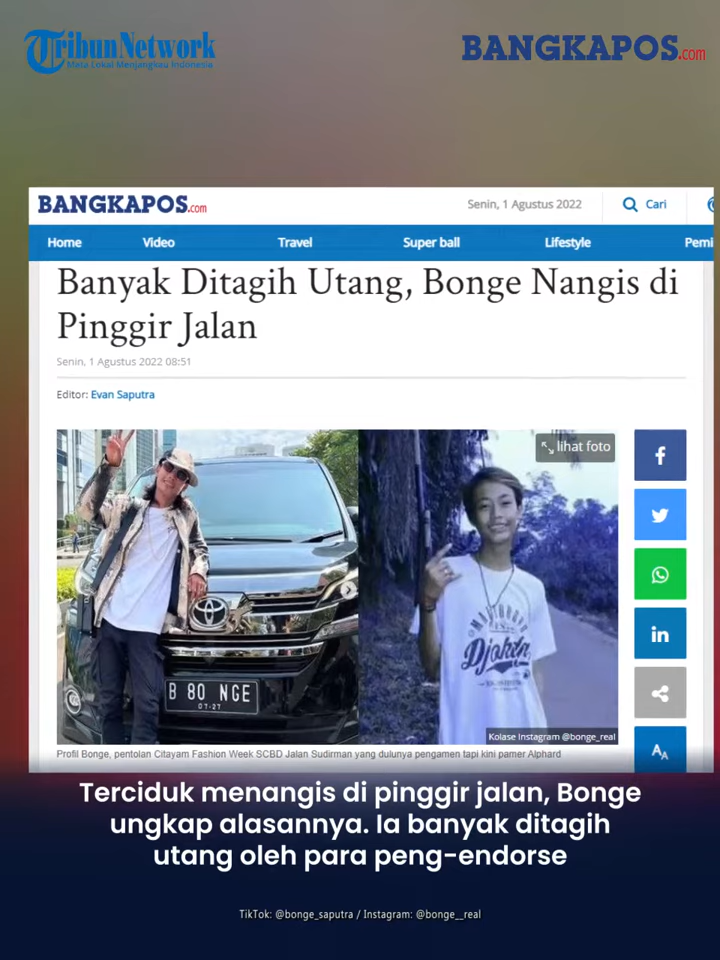 TribunNetwork
Mata Lokal Menjangkau Indonesia
BANGKAPOS.com
BANGKAPOS.com
Senin, 1 Agustus 2022
Cari
Home Video Travel Super ball Lifestyle Pemi
Banyak Ditagih Utang, Bonge Nangis di
Pinggir Jalan
Senin, 1 Agustus 2022 08:51
Editor: Evan Saputra
lihat foto
B 80 NGE
07·27
Djakarta
Kolase Instagram @bonge_real
Profil Bonge, pentolan Citayam Fashion Week SCBD Jalan Sudirman yang dulunya pengamen tapi kini pamer Alphard
f
in
AA
Terciduk menangis di pinggir jalan, Bonge
ungkap alasannya. Ia banyak ditagih
utang oleh para peng-endorse
TikTok: @bonge_saputra / Instagram: @bonge__real